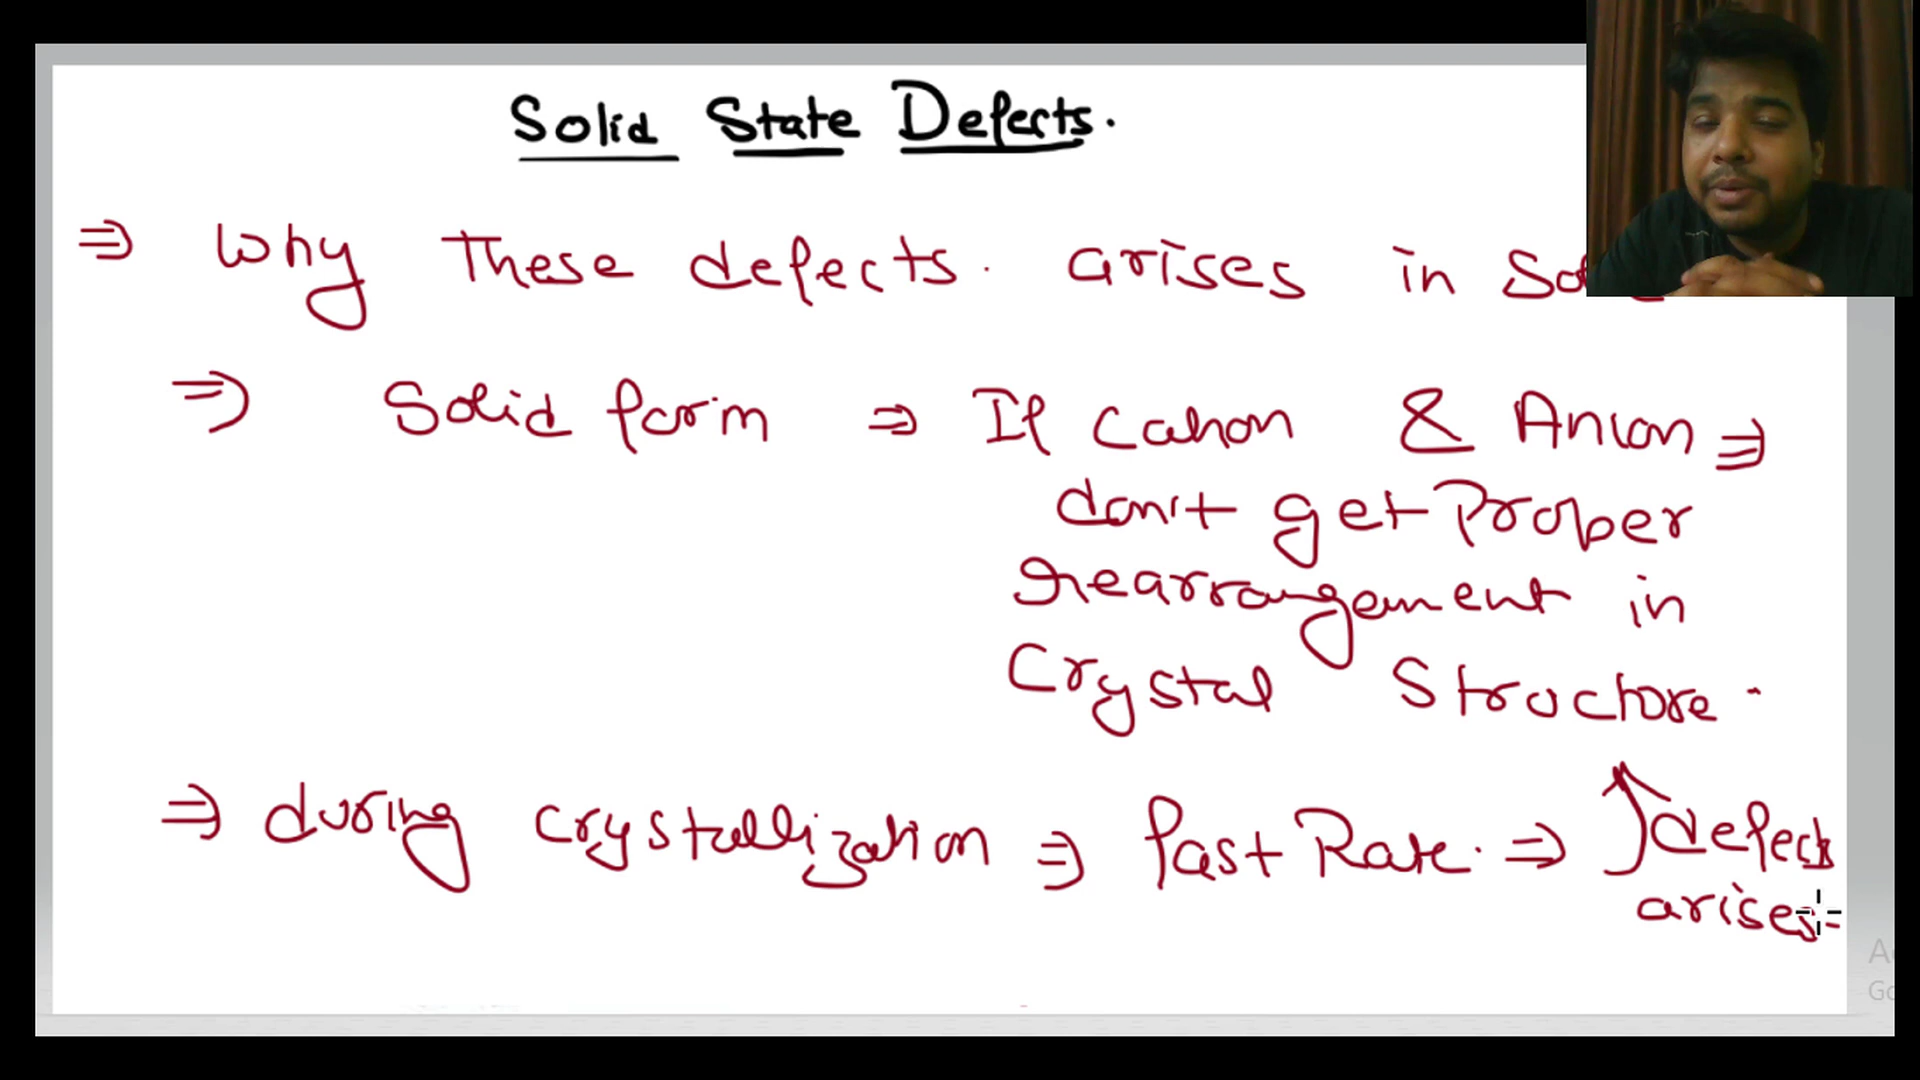 Solid State Defects.
⇒ Why These defects. arises in
⇒ Solid form ⇒ If Cation & Anion ⇒
don't get Proper
rearrangement in
Crystal Structure.
⇒ during crystallization ⇒ fast Rate. ⇒ ↑ defects
arises